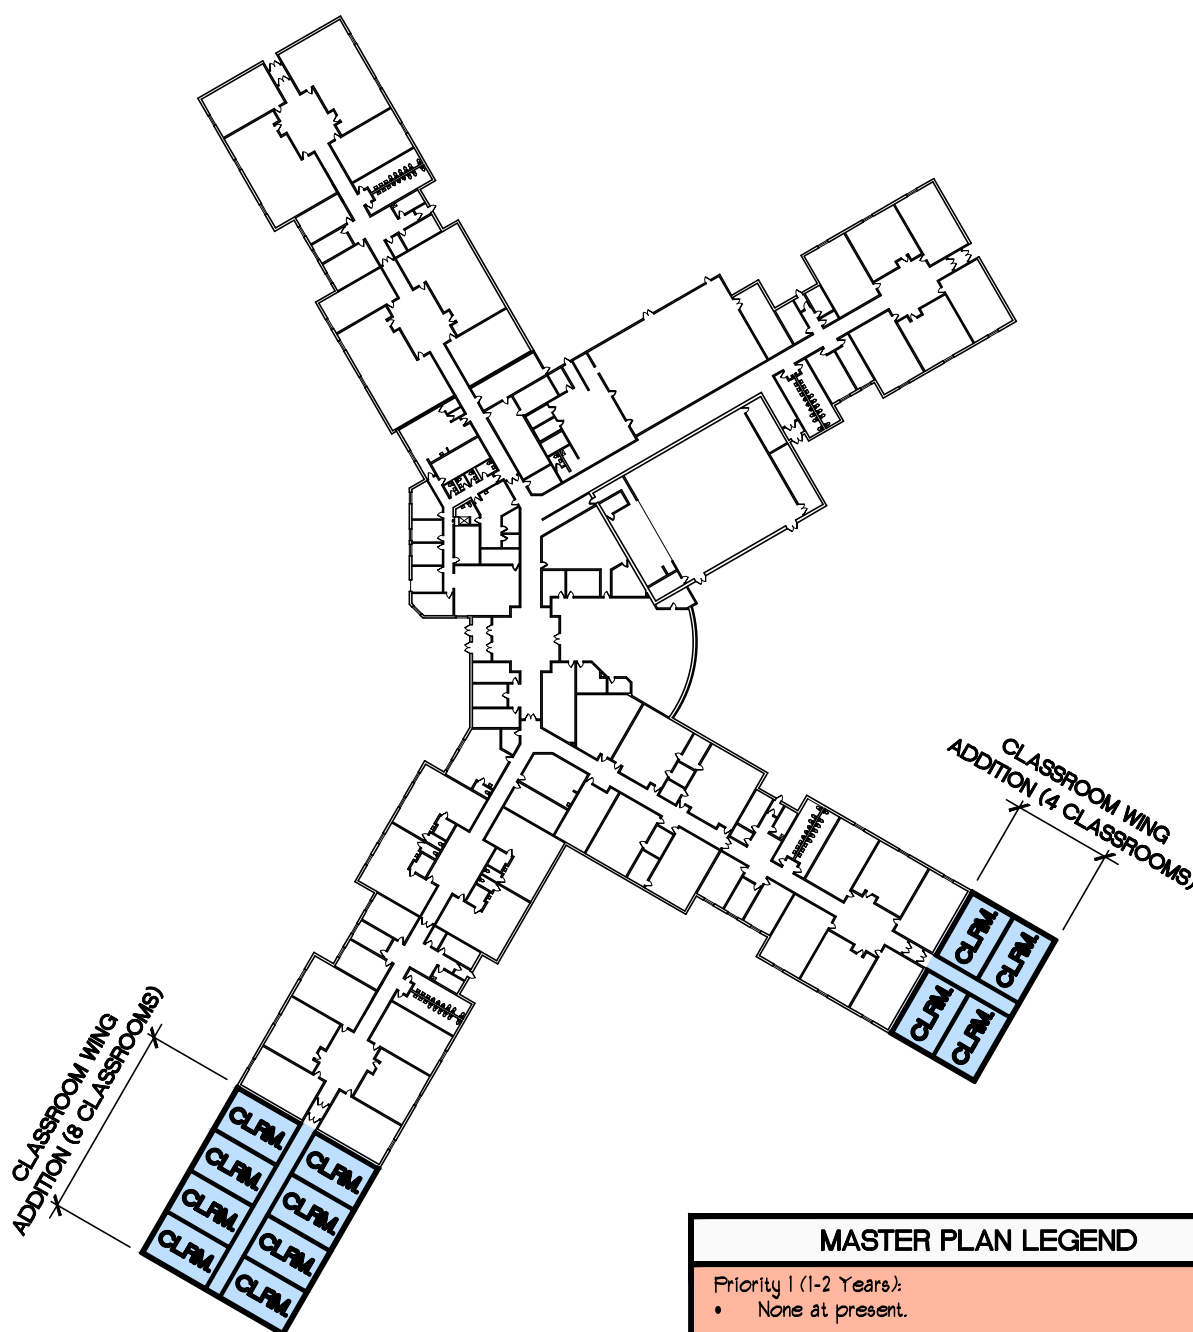 CLASSROOM WING
ADDITION (4 CLASSROOMS)
CLRM.
CLRM.
CLRM.
CLRM.
CLASSROOM WING
ADDITION (8 CLASSROOMS)
CLRM.
CLRM.
CLRM.
CLRM.
CLRM.
CLRM.
CLRM.
CLRM.
MASTER PLAN LEGEND
Priority 1 (1-2 Years):
• None at present.